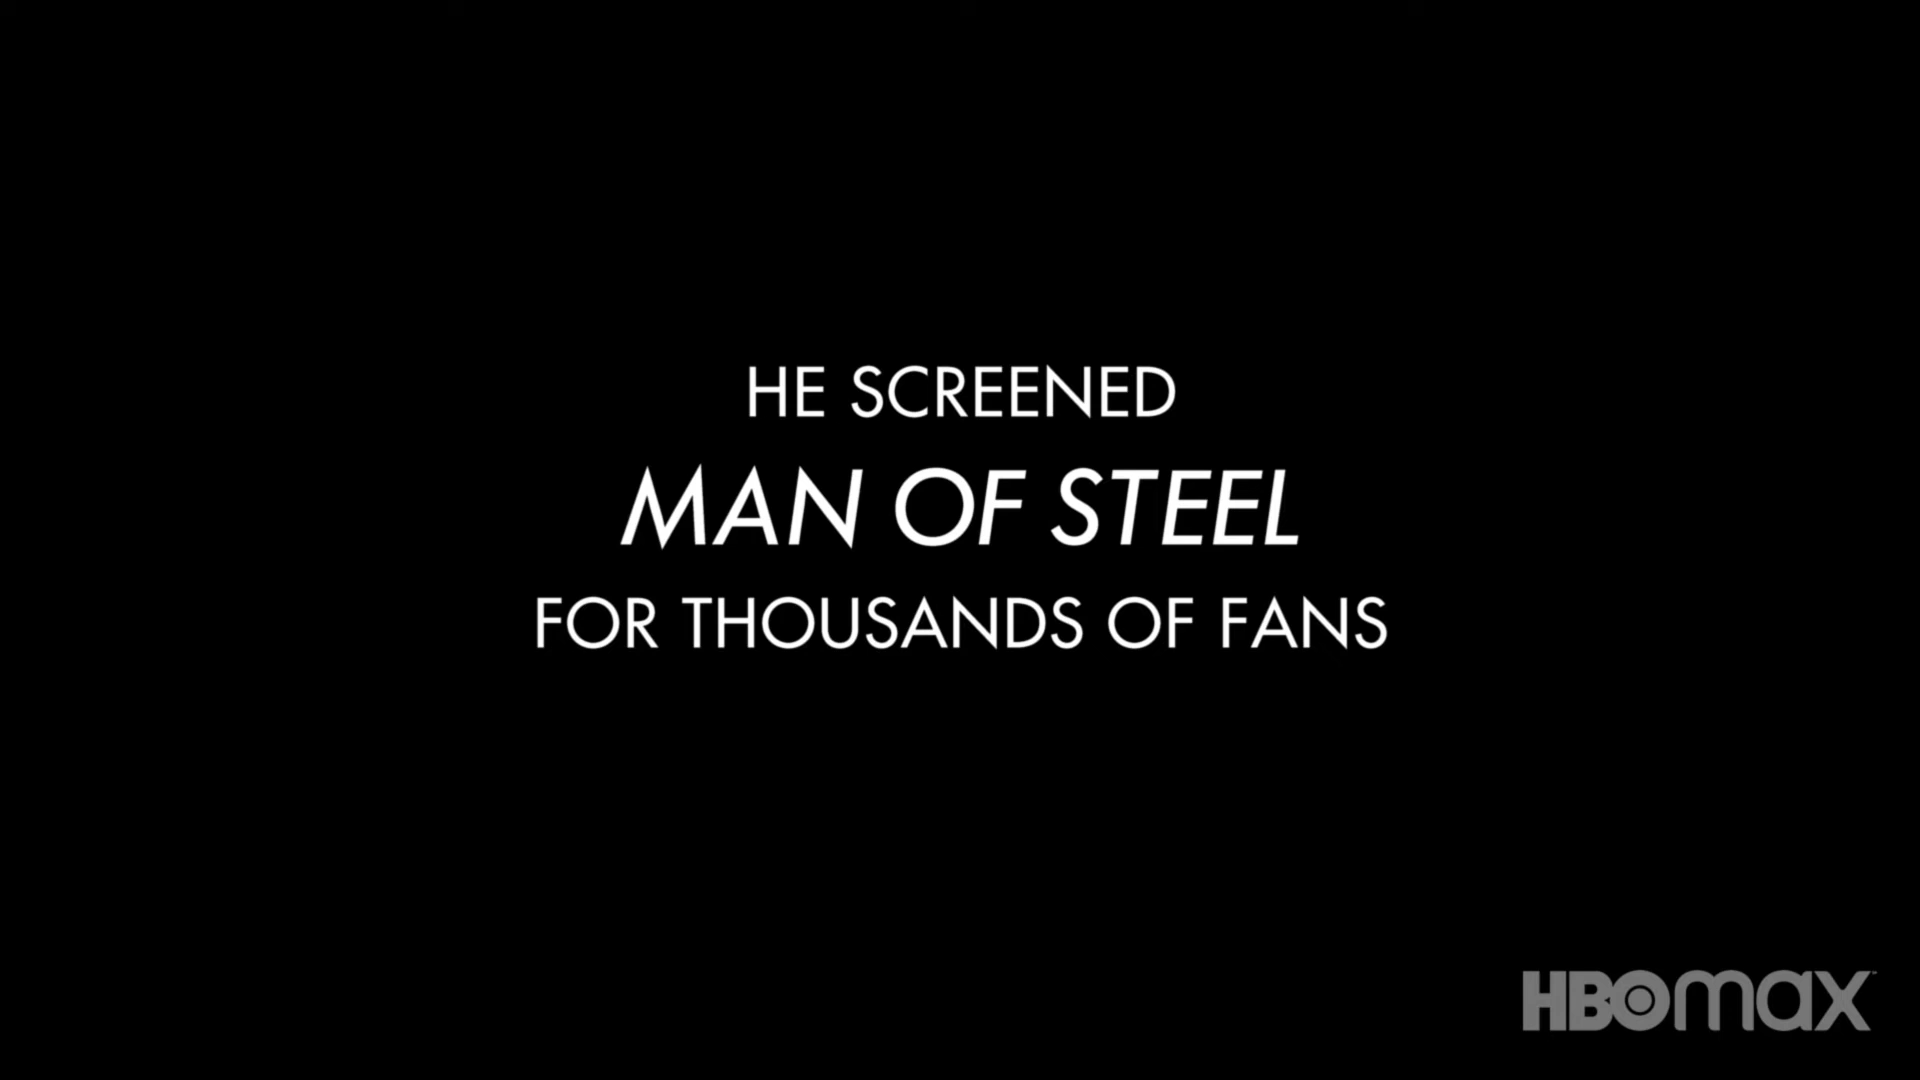 HE SCREENED
MAN OF STEEL
FOR THOUSANDS OF FANS
HBOMAX